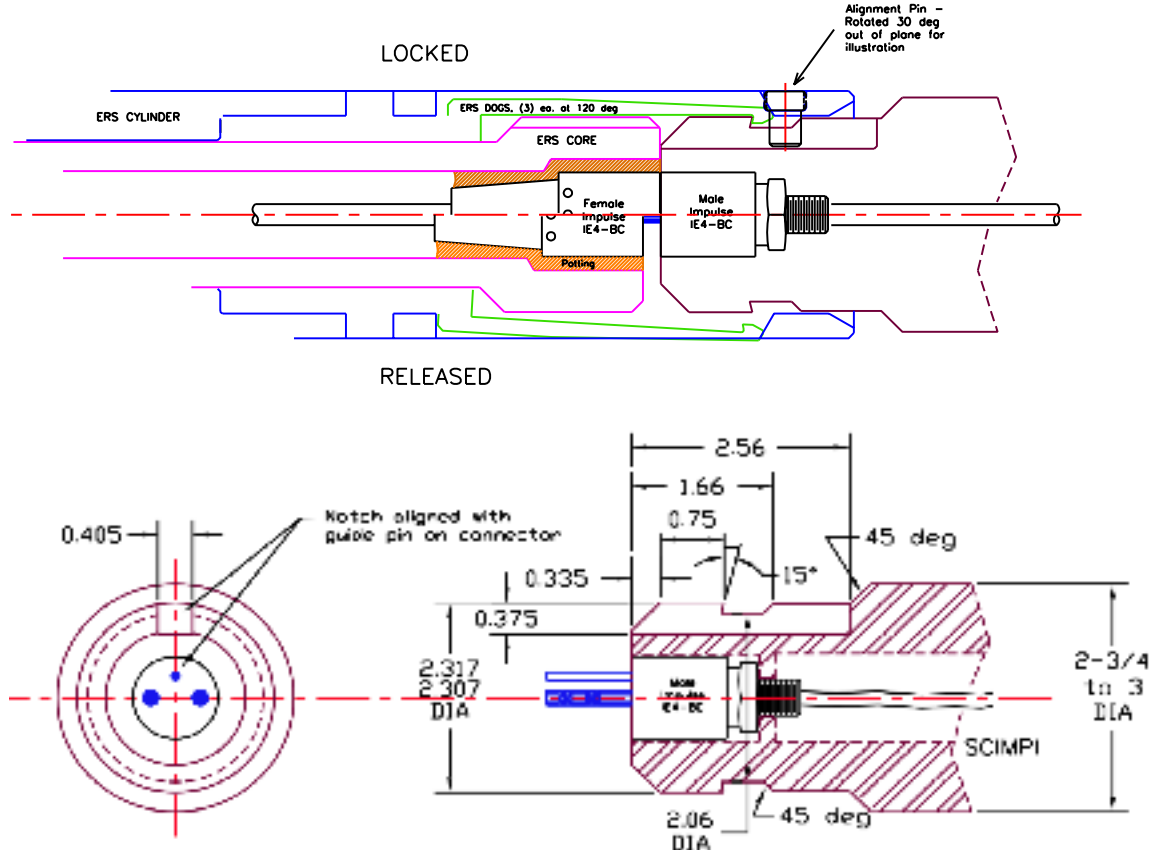 Alignment Pin –
Rotated 30 deg
out of plane for
illustration
LOCKED
ERS CYLINDER
ERS DOGS, (3) ea. at 120 deg
ERS CORE
Female
Impulse
IE4-BC
Male
Impulse
IE4-BC
Potting
RELEASED
2.56
1.66
0.75
Notch aligned with
guide pin on connector
0.405
45 deg
0.335
15°
0.375
2.317
2.307
DIA
Male
Impulse
IE4-BC
2-3/4
to 3
DIA
SCIMPI
2.06
DIA
45 deg